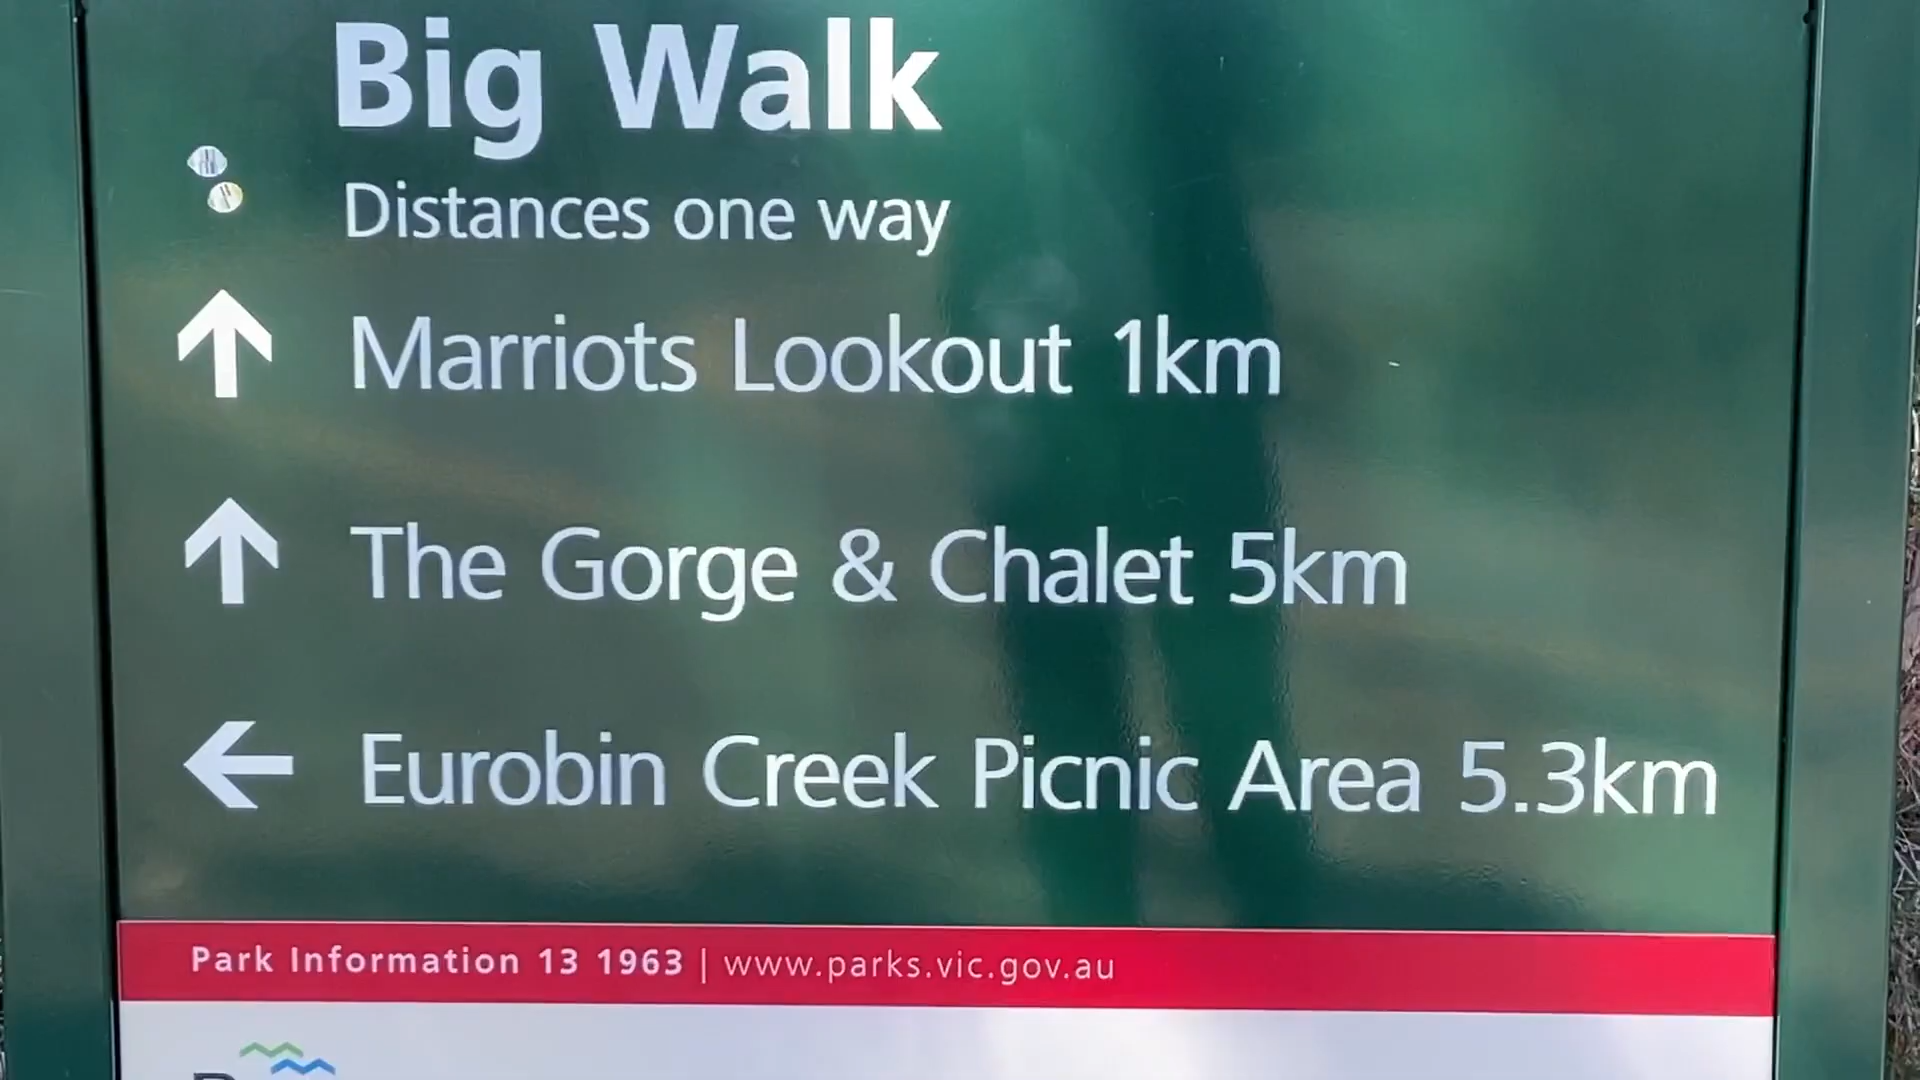 Big Walk
Distances one way
Marriots Lookout 1km
The Gorge & Chalet 5km
Eurobin Creek Picnic Area 5.3km
Park Information 13 1963 | www.parks.vic.gov.au